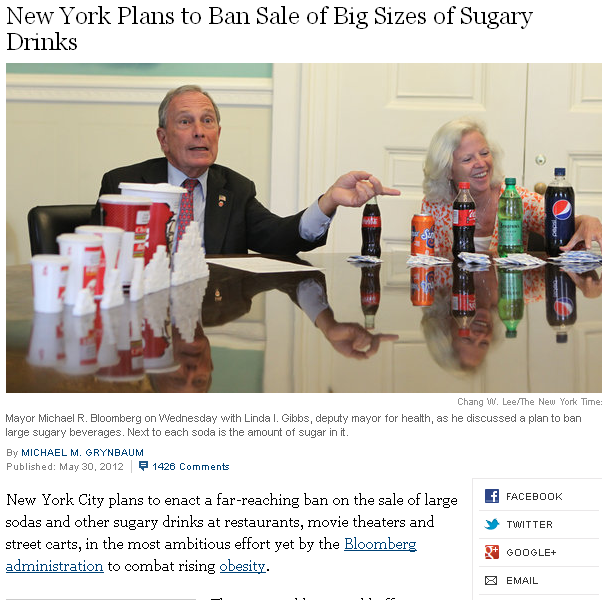 New York Plans to Ban Sale of Big Sizes of Sugary
Drinks
pepsi
Chang W. Lee/The New York Time
Mayor Michael R. Bloomberg on Wednesday with Linda I. Gibbs, deputy mayor for health, as he discussed a plan to ban
large sugary beverages. Next to each soda is the amount of sugar in it.
By MICHAEL M. GRYNBAUM
Published: May 30, 2012 | 1426 Comments
New York City plans to enact a far-reaching ban on the sale of large
sodas and other sugary drinks at restaurants, movie theaters and
street carts, in the most ambitious effort yet by the Bloomberg
administration to combat rising obesity.
FACEBOOK
TWITTER
GOOGLE+
EMAIL